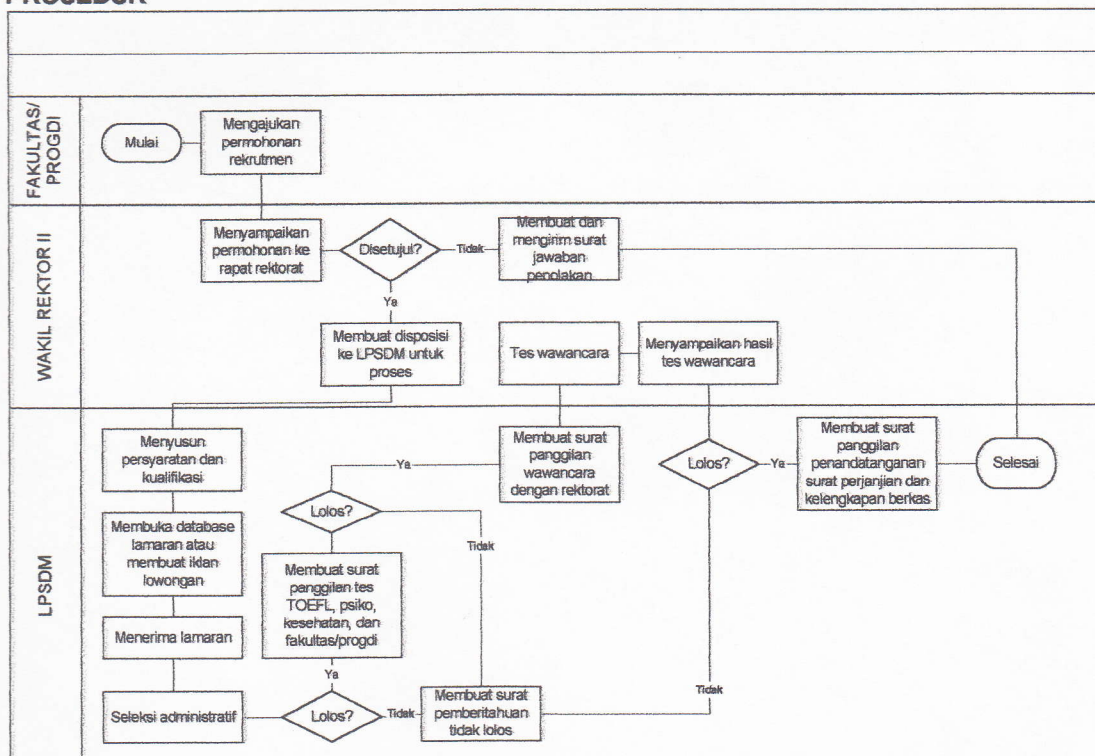 PROSEDUR
FAKULTAS/
PROGDI
Mulai
Mengajukan
permohonan
rekrutmen
WAKIL REKTOR II
Menyampaikan
permohonan ke
rapat rektorat
Disetujui?
Tidak
Membuat dan
mengirim surat
jawaban
penolakan
Ya
Membuat disposisi
ke LPSDM untuk
proses
Tes wawancara
Menyampaikan hasil
tes wawancara
LPSDM
Menyusun
persyaratan dan
kualifikasi
Membuka database
lamaran atau
membuat iklan
lowongan
Menerima lamaran
Seleksi administratif
Lolos?
Tidak
Ya
Membuat surat
panggilan tes
TOEFL, psiko,
kesehatan, dan
fakultas/progdi
Lolos?
Ya
Tidak
Membuat surat
pemberitahuan
tidak lolos
Membuat surat
panggilan
wawancara
dengan rektorat
Lolos?
Tidak
Ya
Membuat surat
panggilan
penandatanganan
surat perjanjian dan
kelengkapan berkas
Selesai